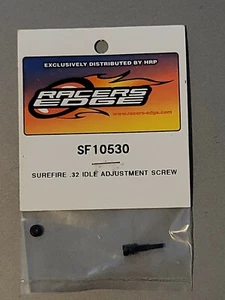 EXCLUSIVELY DISTRIBUTED BY HRP
RACERS
EDGE
www.racers-edge.com
SF10530
SUREFIRE .32 IDLE ADJUSTMENT SCREW